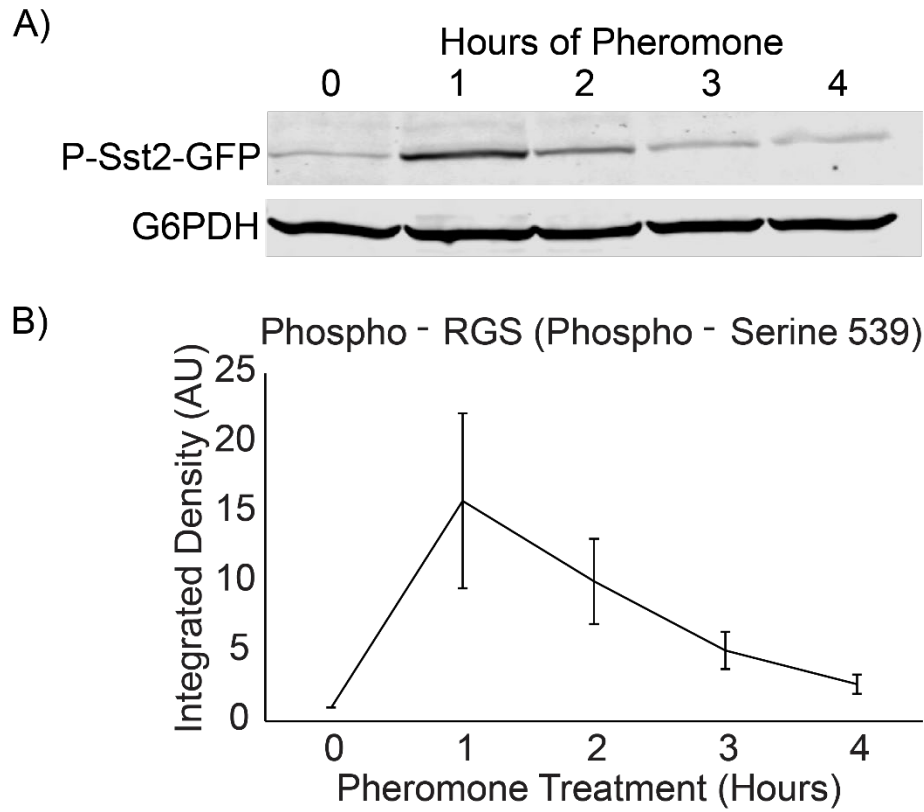 A)
Hours of Pheromone
0 1 2 3 4
P-Sst2-GFP
G6PDH
B)
Phospho - RGS (Phospho - Serine 539)
Integrated Density (AU)
25
20
15
10
5
0
0 1 2 3 4
Pheromone Treatment (Hours)